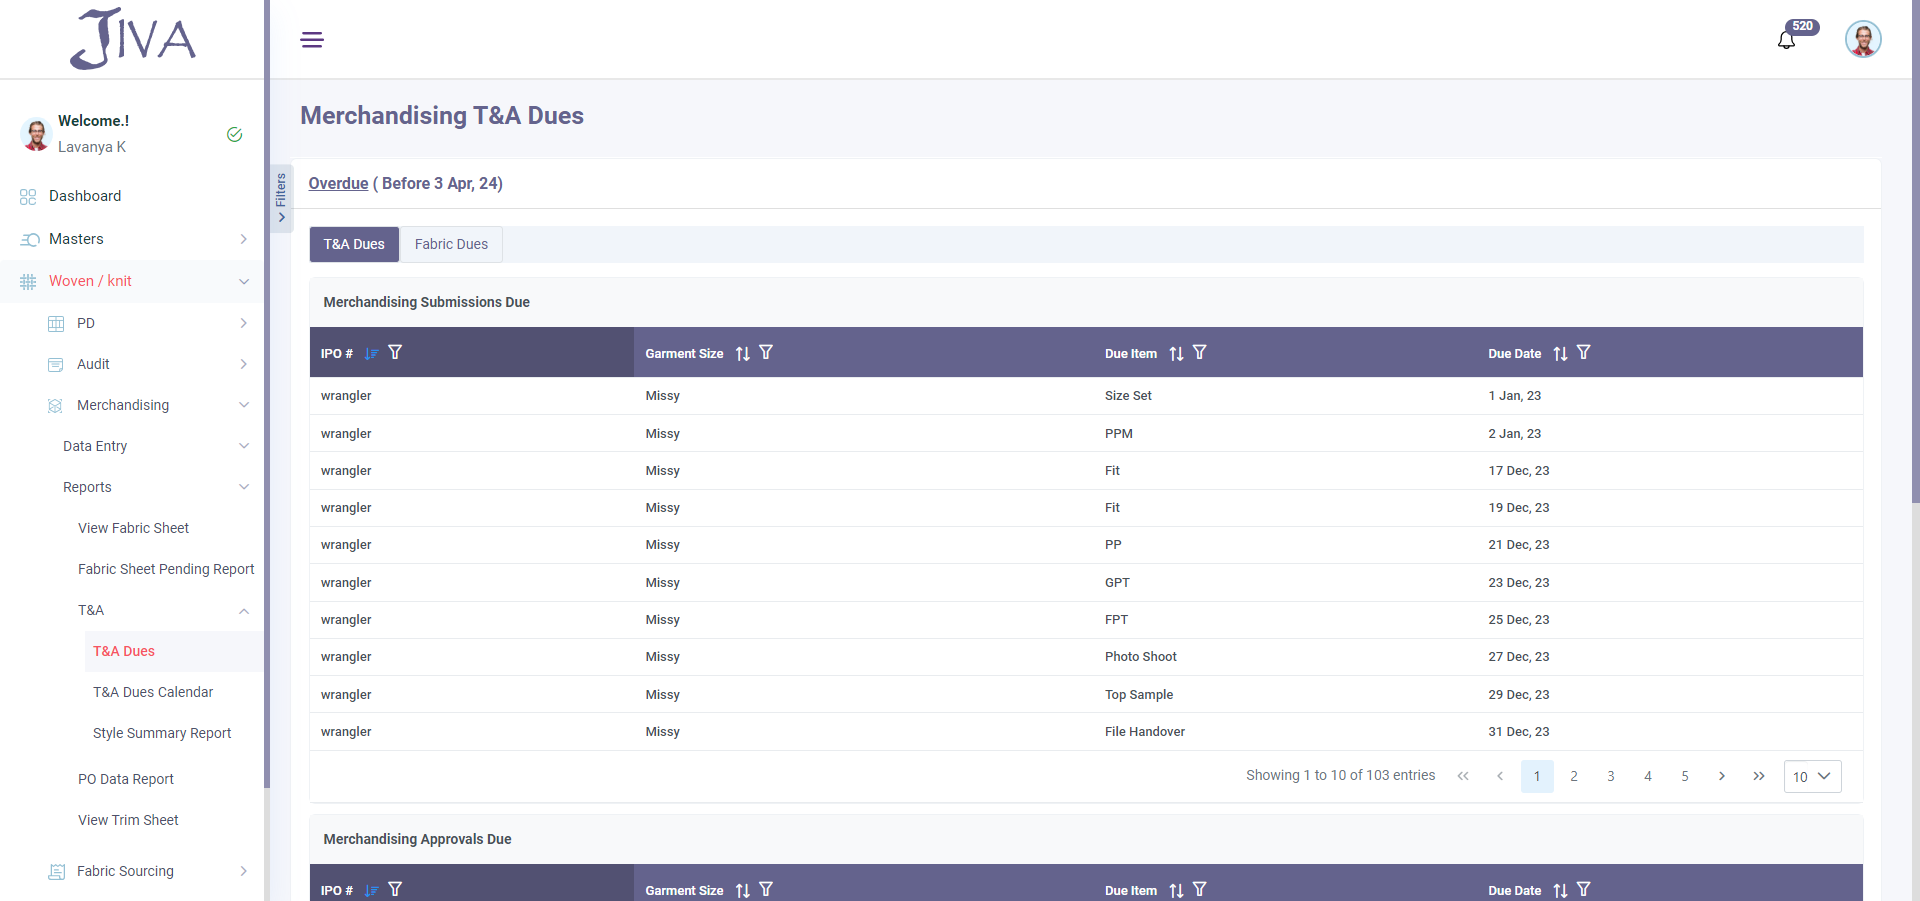 JIVA
520
Welcome.!
Lavanya K
Dashboard
Masters
Woven / knit
PD
Audit
Merchandising
Data Entry
Reports
View Fabric Sheet
Fabric Sheet Pending Report
T&A
T&A Dues
T&A Dues Calendar
Style Summary Report
PO Data Report
View Trim Sheet
Fabric Sourcing
Filters
Merchandising T&A Dues
Overdue ( Before 3 Apr, 24)
T&A Dues Fabric Dues
Merchandising Submissions Due
IPO # Garment Size Due Item Due Date
wrangler Missy Size Set 1 Jan, 23
wrangler Missy PPM 2 Jan, 23
wrangler Missy Fit 17 Dec, 23
wrangler Missy Fit 19 Dec, 23
wrangler Missy PP 21 Dec, 23
wrangler Missy GPT 23 Dec, 23
wrangler Missy FPT 25 Dec, 23
wrangler Missy Photo Shoot 27 Dec, 23
wrangler Missy Top Sample 29 Dec, 23
wrangler Missy File Handover 31 Dec, 23
Showing 1 to 10 of 103 entries 1 2 3 4 5 10
Merchandising Approvals Due
IPO # Garment Size Due Item Due Date